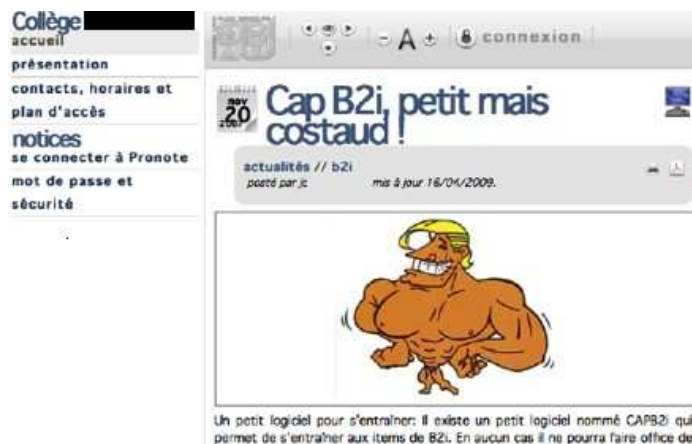 Collège
accueil
présentation
contacts, horaires et
plan d'accès
notices
se connecter à Pronote
mot de passe et
sécurité
- A +
connexion
nov
20
2007
Cap B2i, petit mais
costaud !
actualités // b2i
posté par jc
mis à jour 16/04/2009.
Un petit logiciel pour s'entraîner: Il existe un petit logiciel nommé CAPB2i qui
permet de s'entraîner aux items de B2i. En aucun cas il ne pourra faire office de